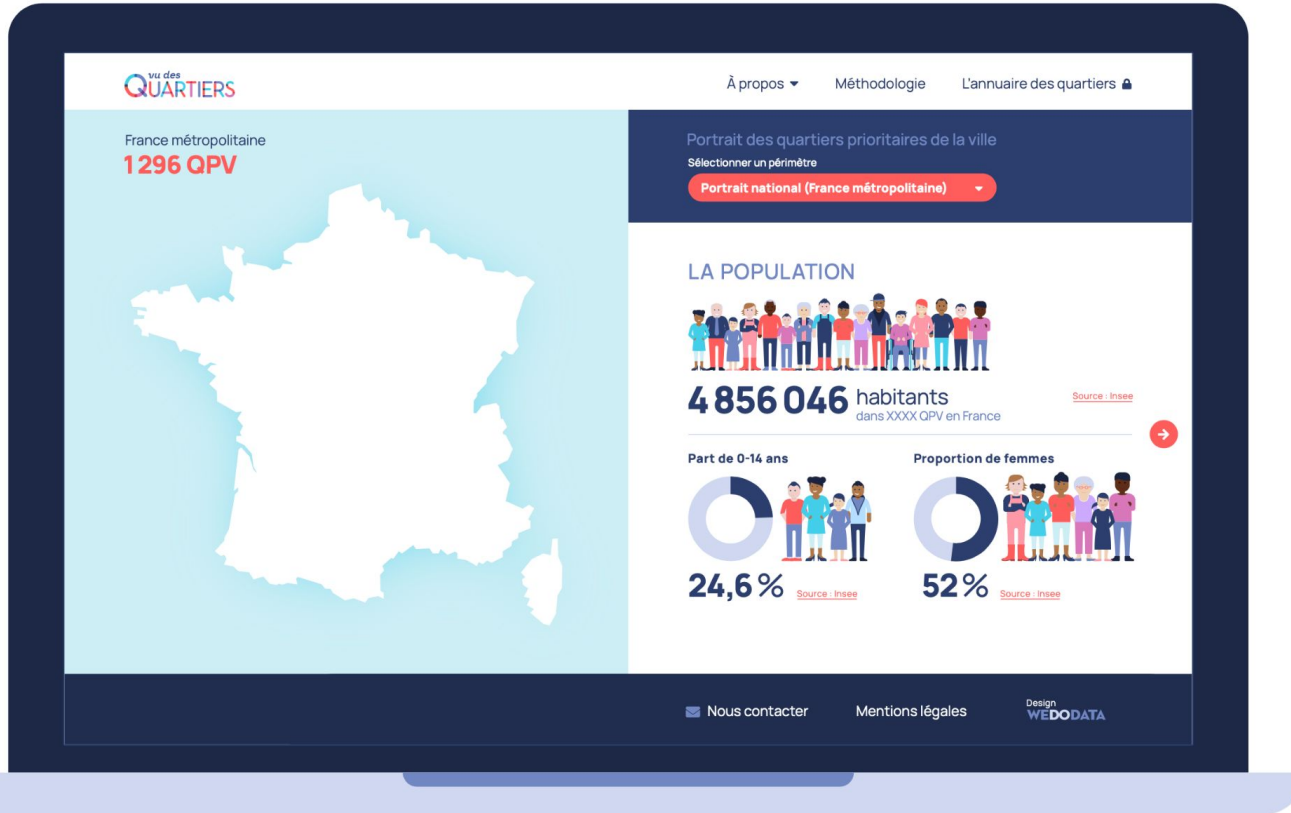 vu des
QUARTIERS
À propos
Méthodologie
L'annuaire des quartiers
France métropolitaine
1 296 QPV
Portrait des quartiers prioritaires de la ville
Sélectionner un périmètre
Portrait national (France métropolitaine)
LA POPULATION
4 856 046 habitants
dans XXXX QPV en France
Source : Insee
Part de 0-14 ans
Proportion de femmes
24,6 %
Source : Insee
52 %
Source : Insee
Nous contacter
Mentions légales
Design
WEDODATA